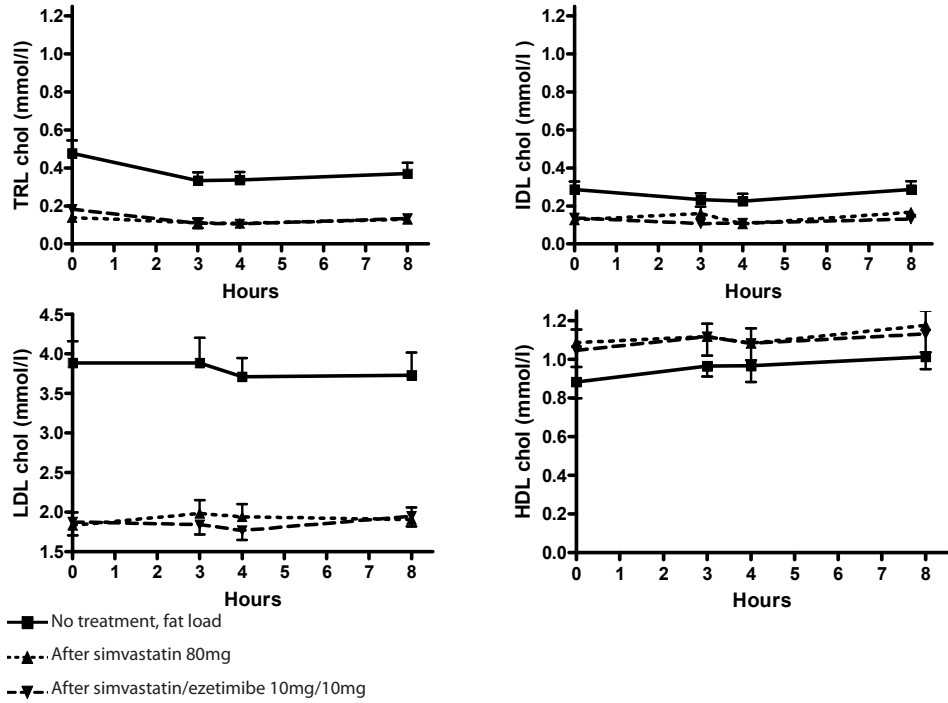 TRL chol (mmol/l)
1.2
1.0
0.8
0.6
0.4
0.2
0.0
0 1 2 3 4 5 6 7 8
Hours
IDL chol (mmol/l )
1.2
1.0
0.8
0.6
0.4
0.2
0.0
0 1 2 3 4 5 6 7 8
Hours
LDL chol (mmol/l)
4.5
4.0
3.5
3.0
2.5
2.0
1.5
0 1 2 3 4 5 6 7 8
Hours
HDL chol (mmol/l)
1.2
1.0
0.8
0.6
0.4
0.2
0.0
0 1 2 3 4 5 6 7 8
Hours
No treatment, fat load
After simvastatin 80mg
After simvastatin/ezetimibe 10mg/10mg